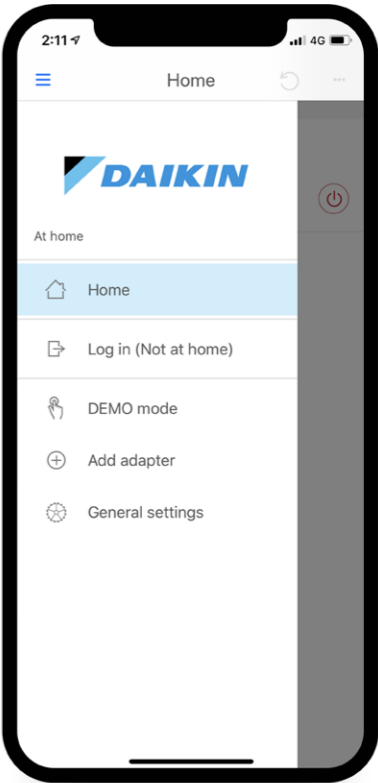 2:11
4G
Home
DAIKIN
At home
Home
Log in (Not at home)
DEMO mode
Add adapter
General settings